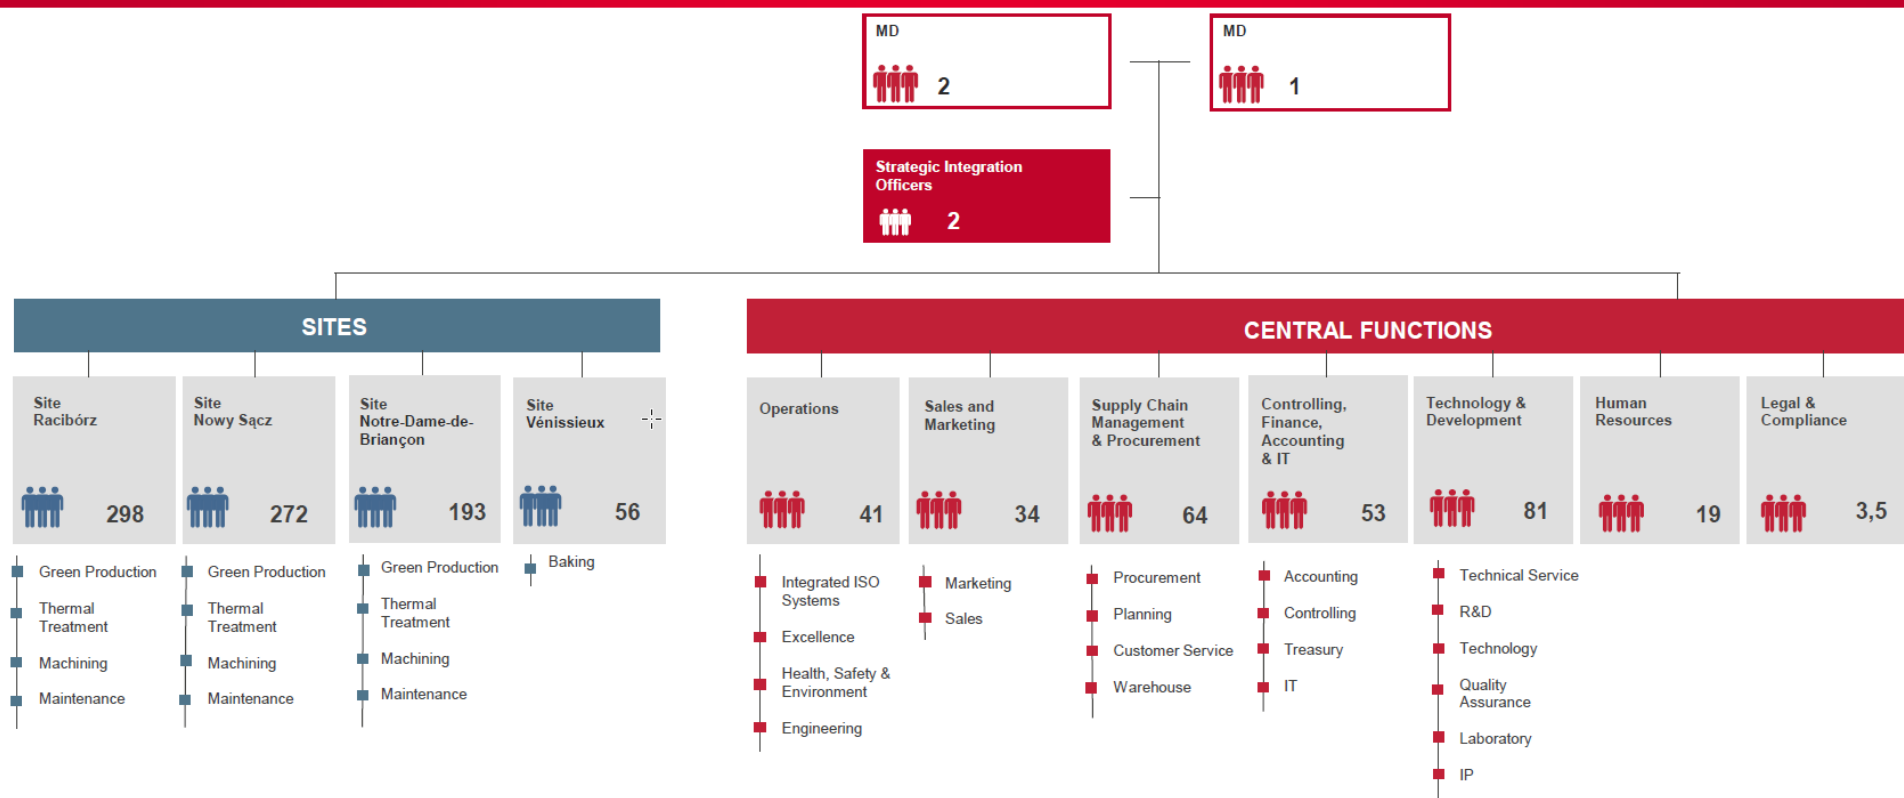 MD
2
MD
1
Strategic Integration
Officers
2
SITES
CENTRAL FUNCTIONS
Site
Racibórz
298
Green Production
Thermal
Treatment
Machining
Maintenance
Site
Nowy Sącz
272
Green Production
Thermal
Treatment
Machining
Maintenance
Site
Notre-Dame-de-
Briançon
193
Green Production
Thermal
Treatment
Machining
Maintenance
Site
Vénissieux
56
Baking
Operations
41
Integrated ISO
Systems
Excellence
Health, Safety &
Environment
Engineering
Sales and
Marketing
34
Marketing
Sales
Supply Chain
Management
& Procurement
64
Procurement
Planning
Customer Service
Warehouse
Controlling,
Finance,
Accounting
& IT
53
Accounting
Controlling
Treasury
IT
Technology &
Development
81
Technical Service
R&D
Technology
Quality
Assurance
Laboratory
IP
Human
Resources
19
Legal &
Compliance
3,5